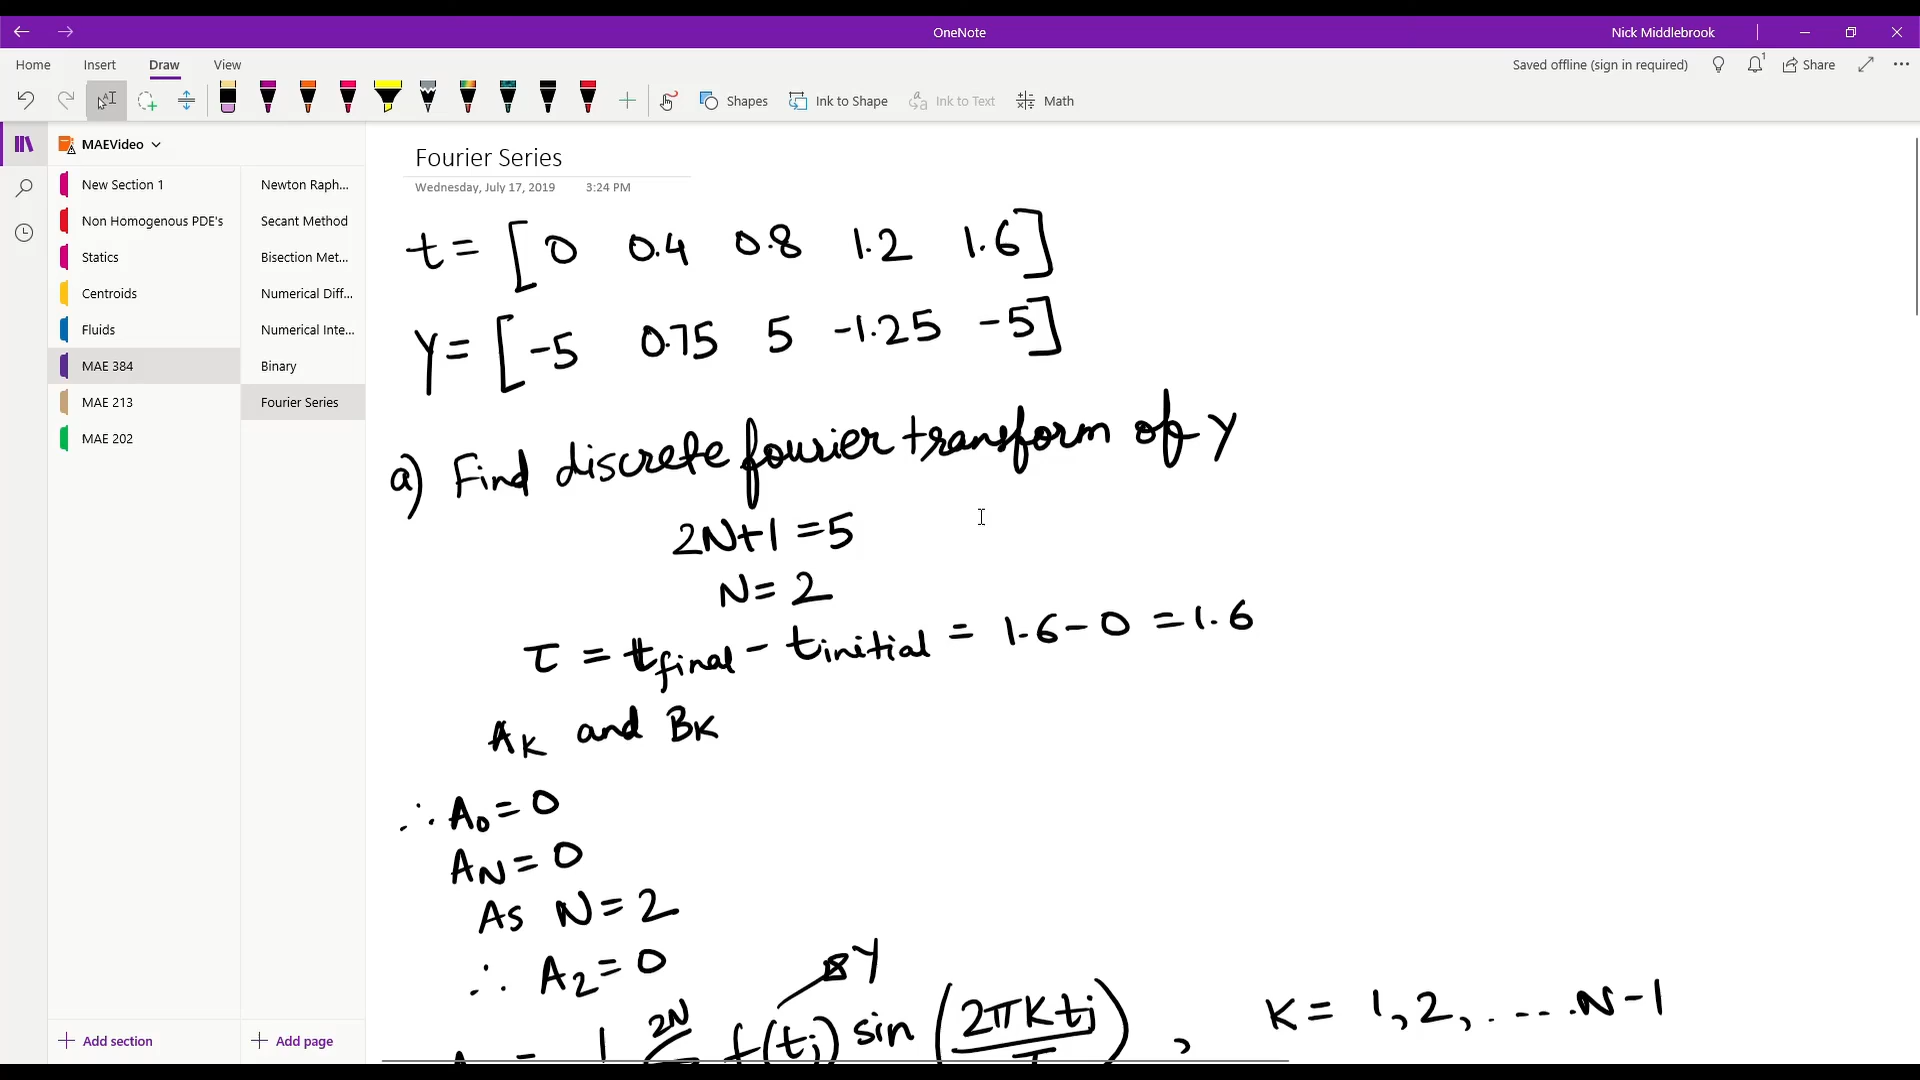 OneNote
Nick Middlebrook
Home Insert Draw View
Saved offline (sign in required)
1
Share
Shapes
Ink to Shape
Ink to Text
Math
MAEVideo
New Section 1
Non Homogenous PDE's
Statics
Centroids
Fluids
MAE 384
MAE 213
MAE 202
Add section
Newton Raph...
Secant Method
Bisection Met...
Numerical Diff...
Numerical Inte...
Binary
Fourier Series
Add page
Fourier Series
Wednesday, July 17, 2019 3:24 PM
t = [0 0.4 0.8 1.2 1.6]
Y = [-5 0.75 5 -1.25 -5]
a) Find discrete fourier transform of Y
2N+1 = 5
N = 2
τ = tfinal - tinitial = 1.6 - 0 = 1.6
AK and BK
∴ A0 = 0
AN = 0
As N = 2
∴ A2 = 0
Y
2N f(tj) sin (2πKtj , K = 1,2,....N-1